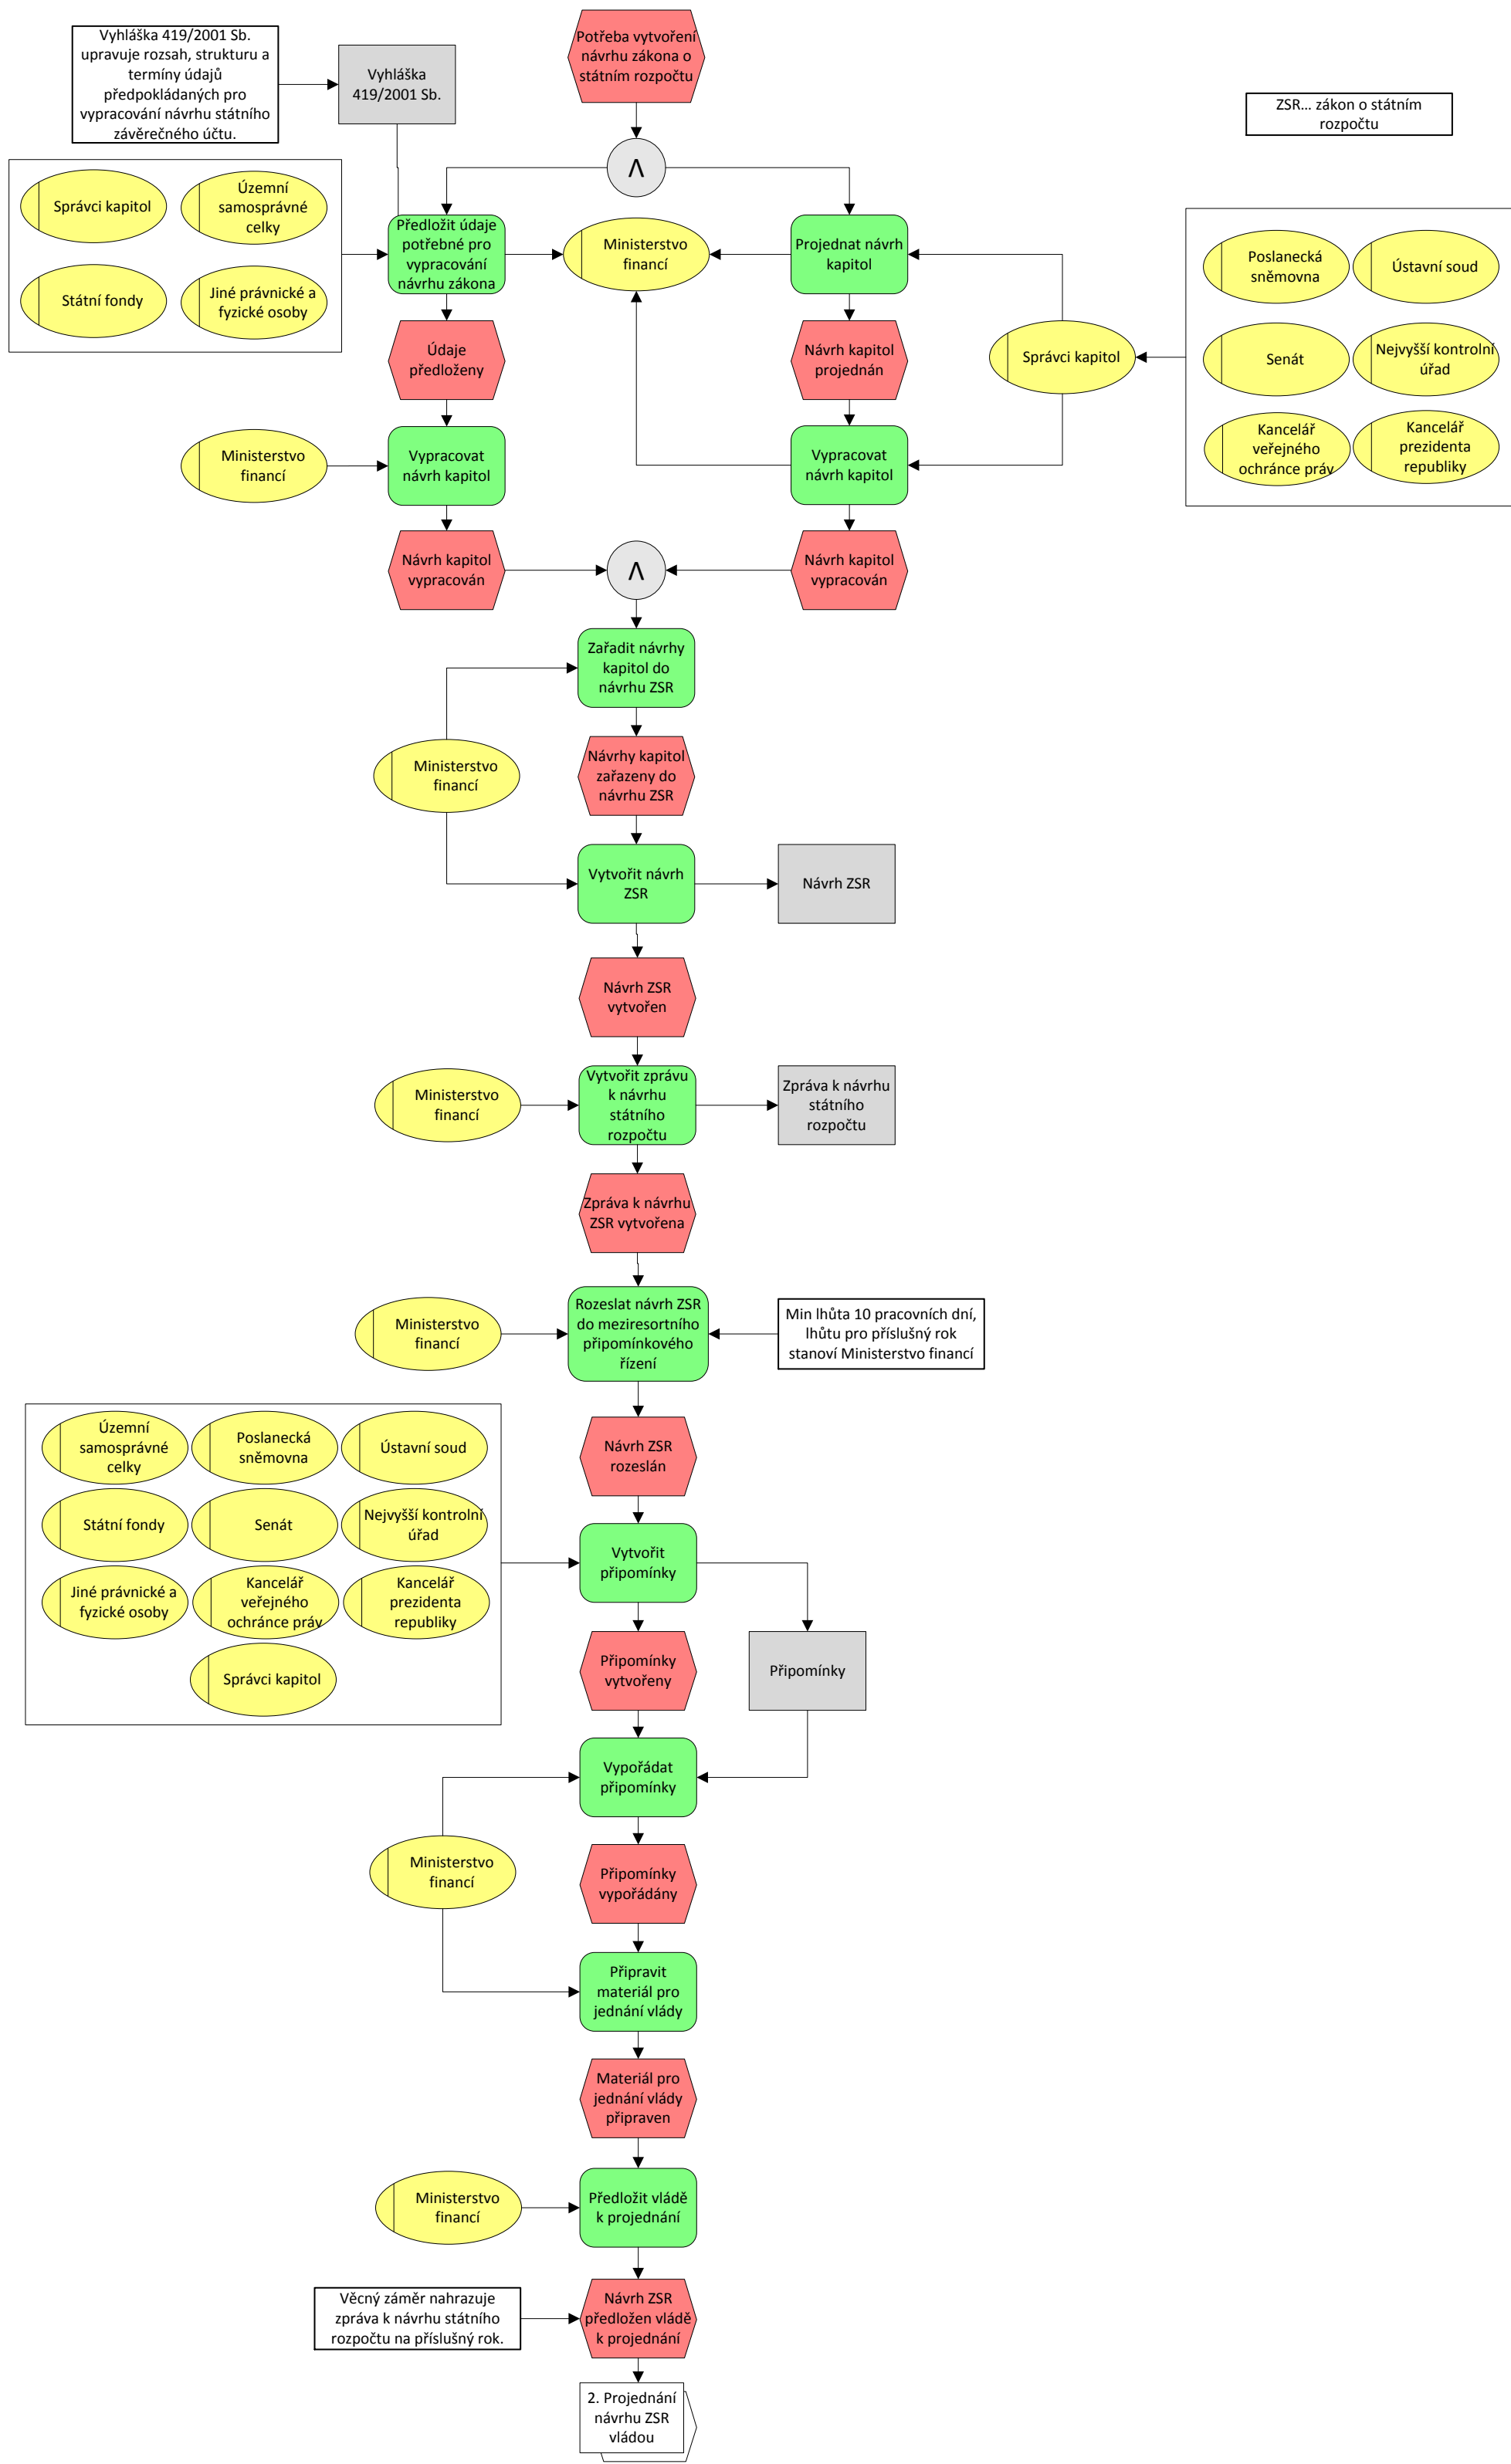 Vyhláška 419/2001 Sb.
upravuje rozsah, strukturu a
termíny údajů
předpokládaných pro
vypracování návrhu státního
závěrečného účtu.
Vyhláška
419/2001 Sb.
Potřeba vytvoření
návrhu zákona o
státním rozpočtu
ZSR... zákon o státním
rozpočtu
Λ
Správci kapitol
Územní
samosprávné
celky
Státní fondy
Jiné právnické a
fyzické osoby
Předložit údaje
potřebné pro
vypracování
návrhu zákona
Ministerstvo
financí
Projednat návrh
kapitol
Poslanecká
sněmovna
Ústavní soud
Senát
Nejvyšší kontrolní
úřad
Kancelář
veřejného
ochránce práv
Kancelář
prezidenta
republiky
Údaje
předloženy
Návrh kapitol
projednán
Správci kapitol
Ministerstvo
financí
Vypracovat
návrh kapitol
Vypracovat
návrh kapitol
Návrh kapitol
vypracován
Λ
Návrh kapitol
vypracován
Zařadit návrhy
kapitol do
návrhu ZSR
Ministerstvo
financí
Návrhy kapitol
zařazeny do
návrhu ZSR
Vytvořit návrh
ZSR
Návrh ZSR
Návrh ZSR
vytvořen
Ministerstvo
financí
Vytvořit zprávu
k návrhu
státního
rozpočtu
Zpráva k návrhu
státního
rozpočtu
Zpráva k návrhu
ZSR vytvořena
Ministerstvo
financí
Rozeslat návrh ZSR
do meziresortního
připomínkového
řízení
Min lhůta 10 pracovních dní,
lhůtu pro příslušný rok
stanoví Ministerstvo financí
Návrh ZSR
rozeslán
Územní
samosprávné
celky
Poslanecká
sněmovna
Ústavní soud
Státní fondy
Senát
Nejvyšší kontrolní
úřad
Jiné právnické a
fyzické osoby
Kancelář
veřejného
ochránce práv
Kancelář
prezidenta
republiky
Správci kapitol
Vytvořit
připomínky
Připomínky
vytvořeny
Připomínky
Vypořádat
připomínky
Ministerstvo
financí
Připomínky
vypořádány
Připravit
materiál pro
jednání vlády
Materiál pro
jednání vlády
připraven
Ministerstvo
financí
Předložit vládě
k projednání
Věcný záměr nahrazuje
zpráva k návrhu státního
rozpočtu na příslušný rok.
Návrh ZSR
předložen vládě
k projednání
2. Projednání
návrhu ZSR
vládou